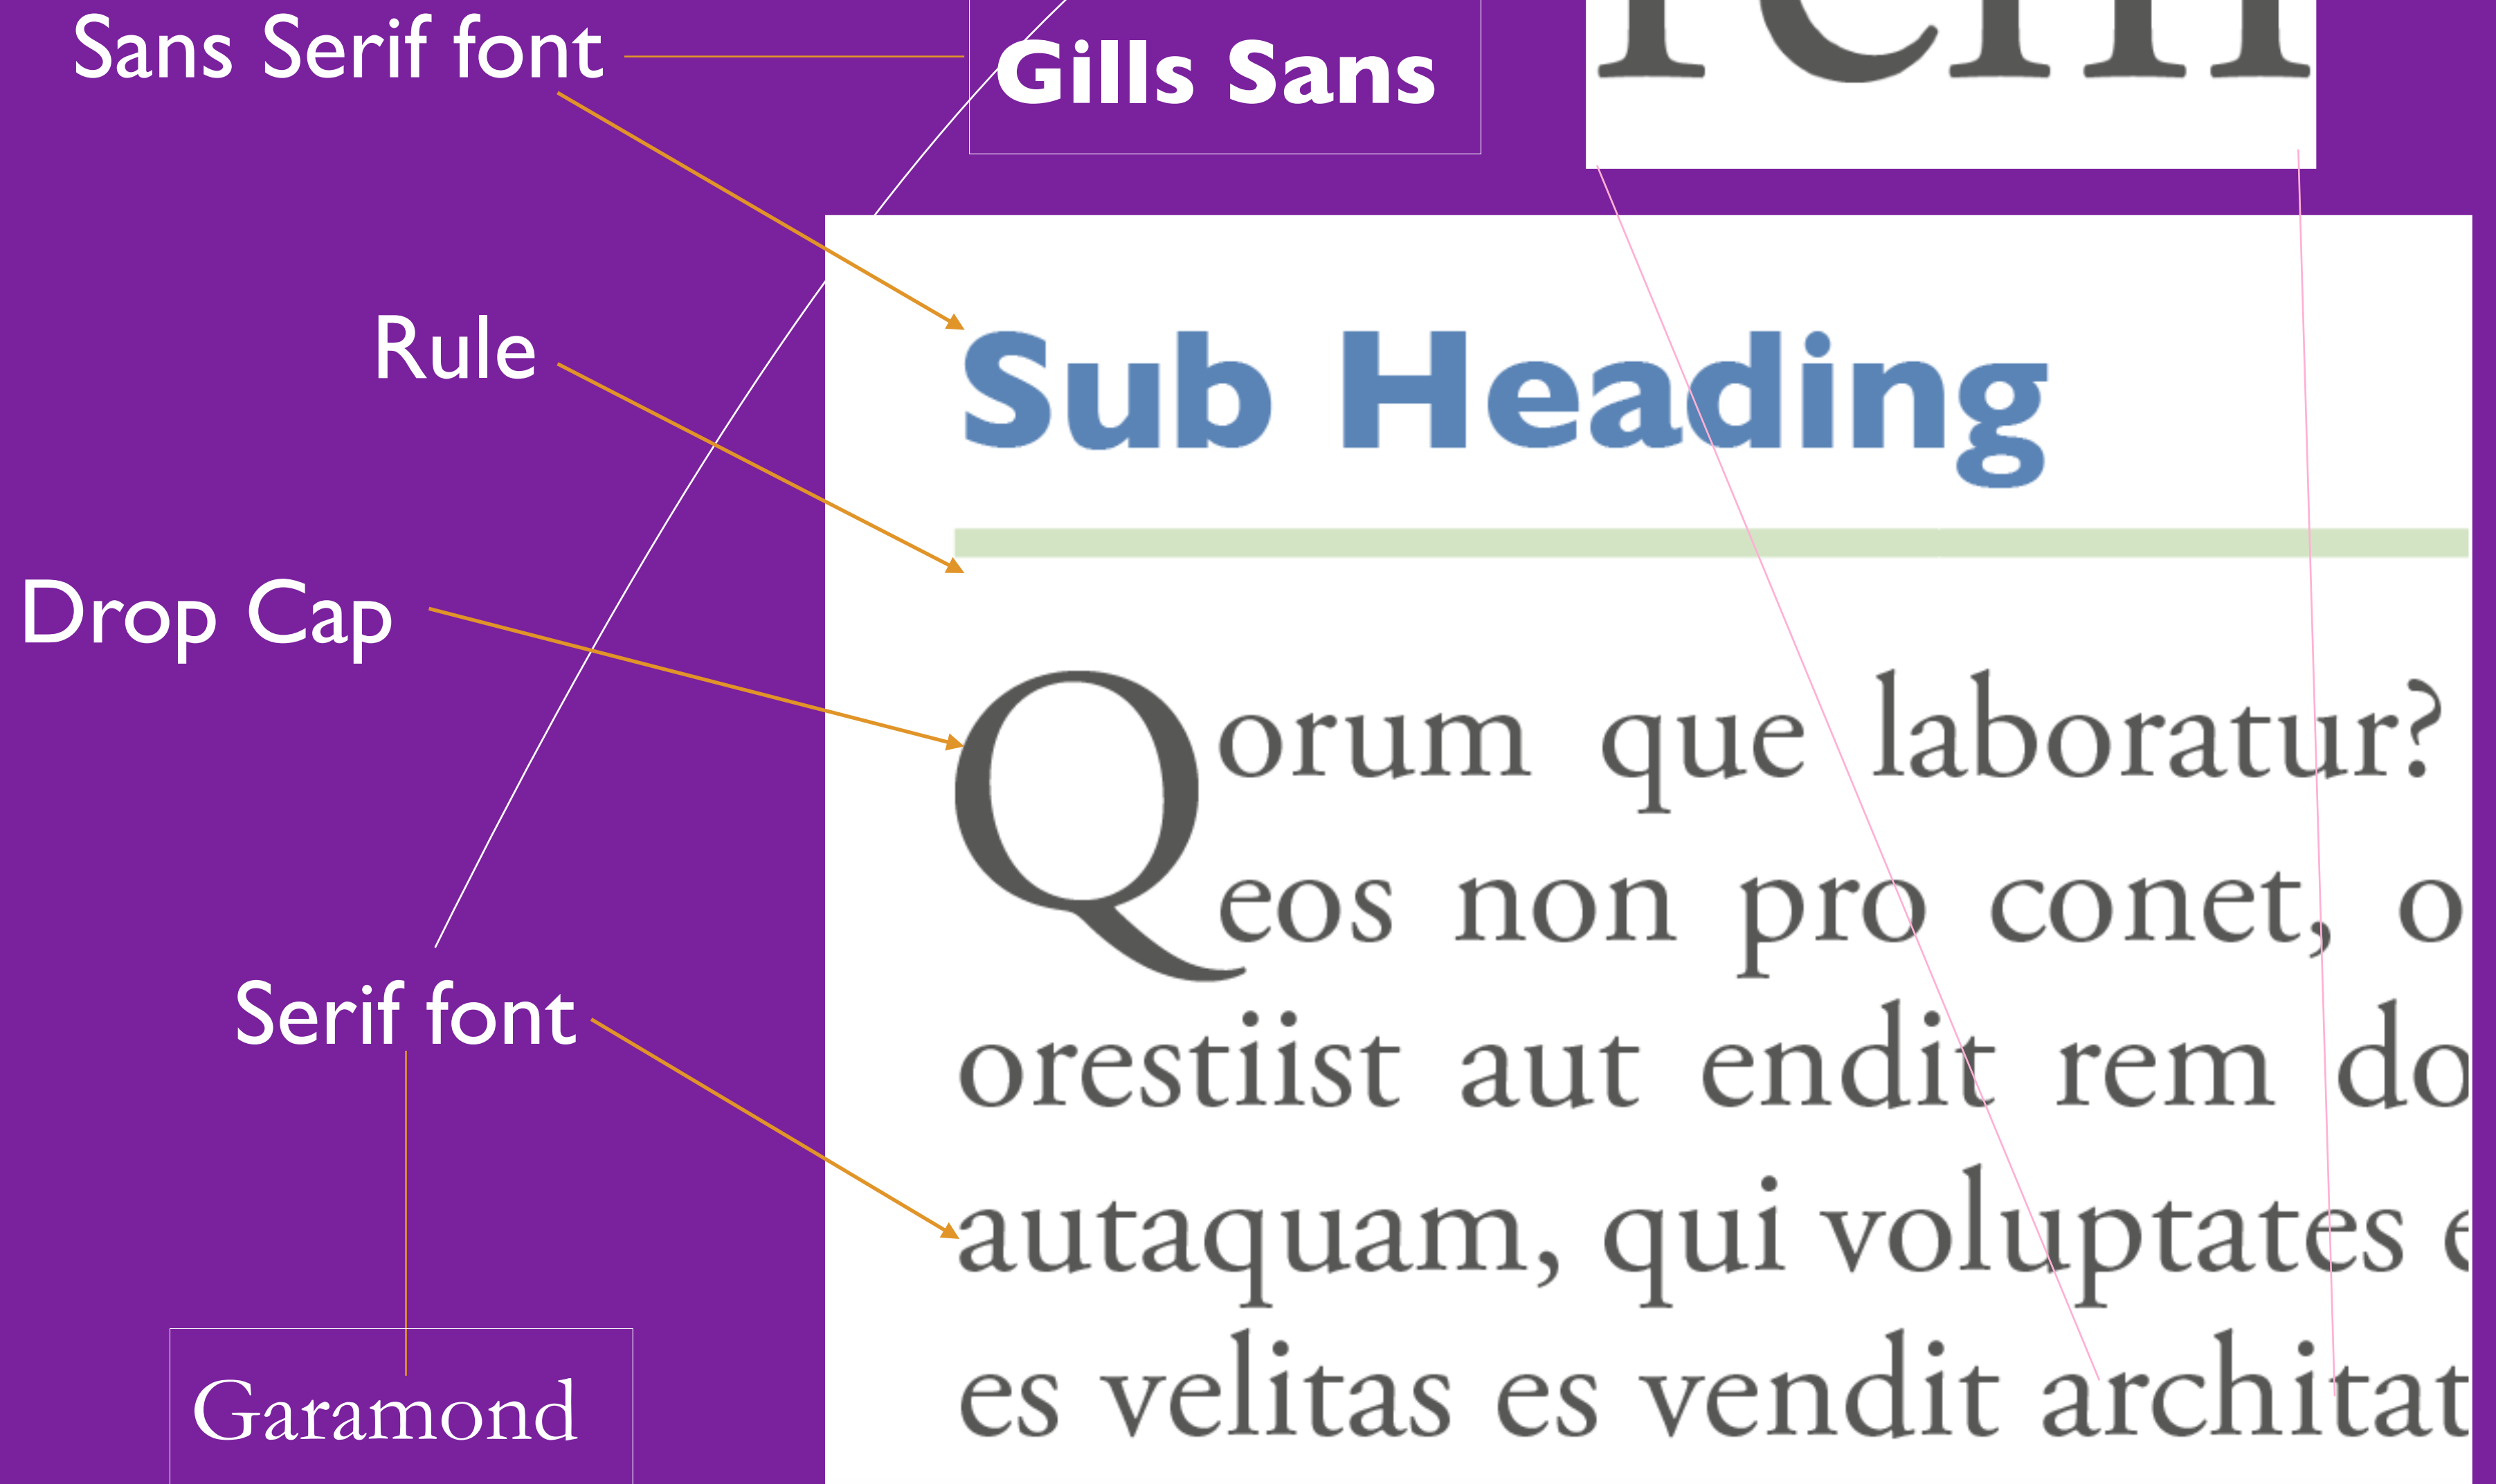 Sans Serif font
Gills Sans
Rule
Drop Cap
Serif font
Garamond
Sub Heading
Qorum que laboratur?
eos non pro conet, o
orestiist aut endit rem do
autaquam, qui voluptates e
es velitas es vendit architat